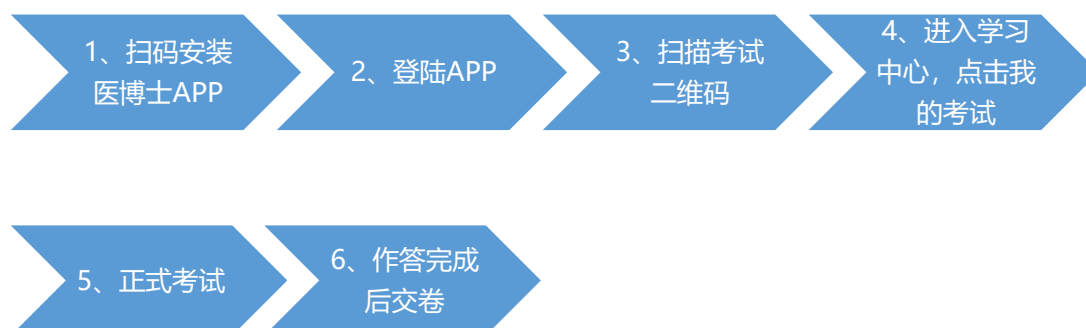 1、扫码安装
医博士APP
2、登陆APP
3、扫描考试
二维码
4、进入学习
中心，点击我
的考试
5、正式考试
6、作答完成
后交卷